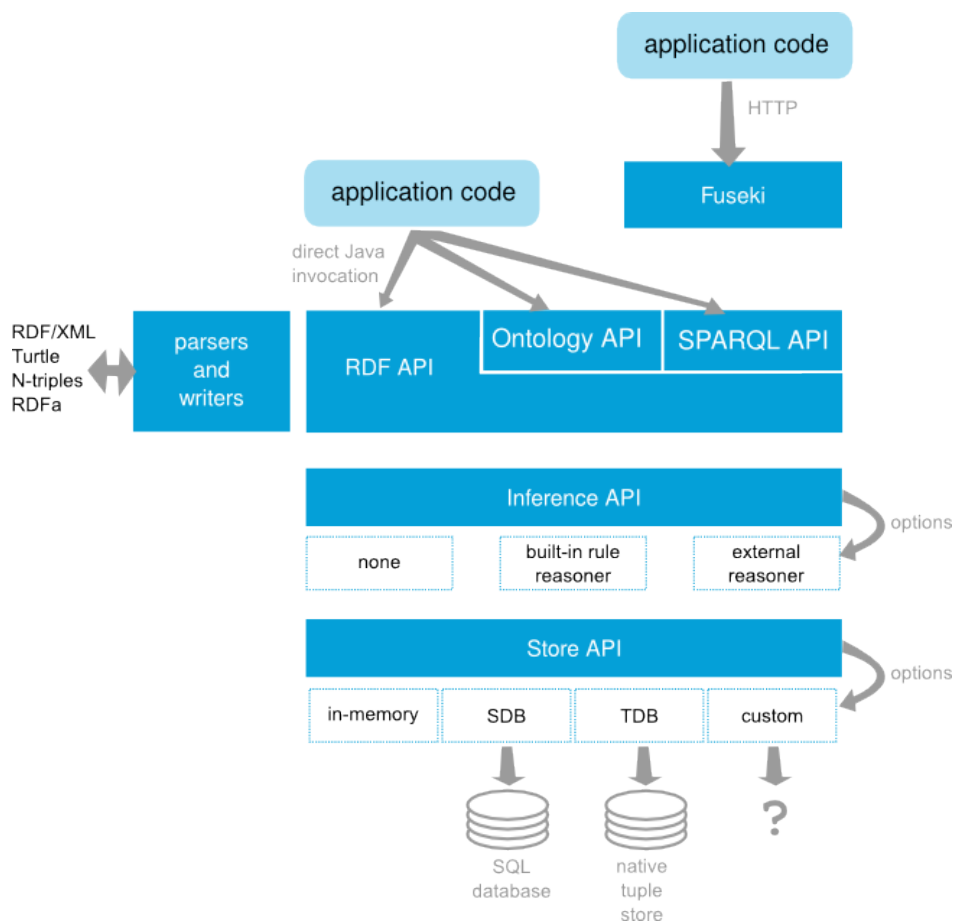 application code
HTTP
Fuseki
application code
direct Java
invocation
RDF/XML
Turtle
N-triples
RDFa
parsers
and
writers
RDF API
Ontology API
SPARQL API
Inference API
options
none
built-in rule
reasoner
external
reasoner
Store API
options
in-memory
SDB
TDB
custom
?
SQL
database
native
tuple
store